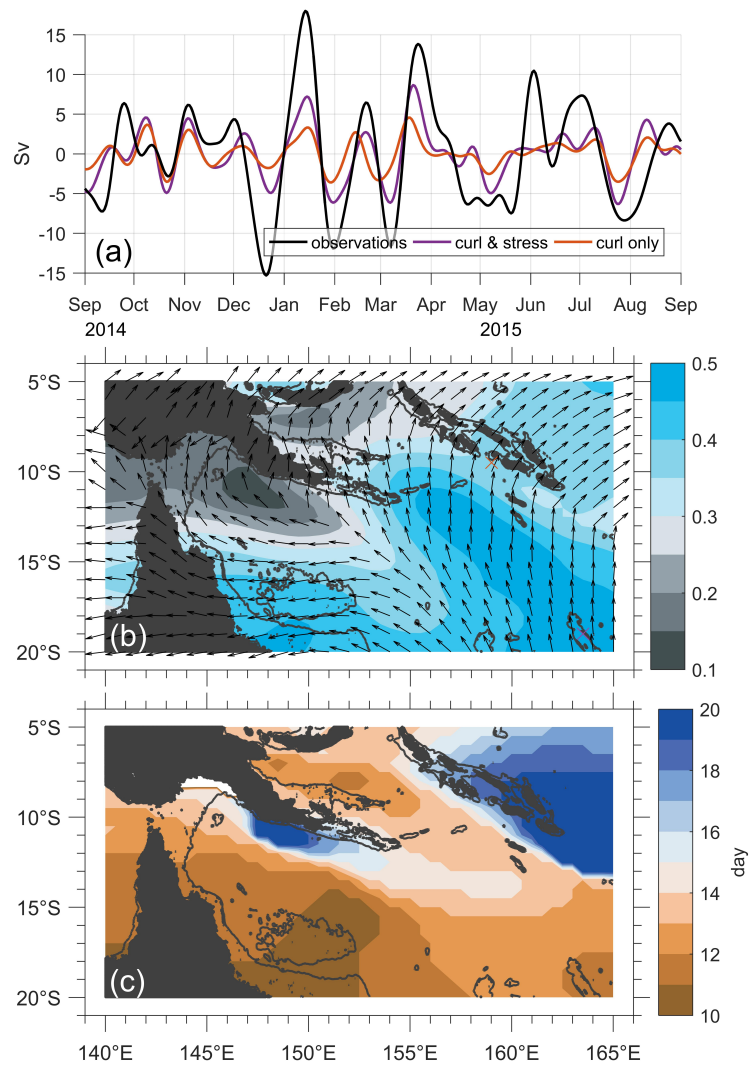 15
10
5
0
-5
-10
-15
Sv
(a)
observations
curl & stress
curl only
Sep Oct Nov Dec Jan Feb Mar Apr May Jun Jul Aug Sep
2014 2015
5°S
10°S
15°S
20°S
(b)
0.5
0.4
0.3
0.2
0.1
5°S
10°S
15°S
20°S
(c)
140°E 145°E 150°E 155°E 160°E 165°E
20
18
16
14
12
10
day